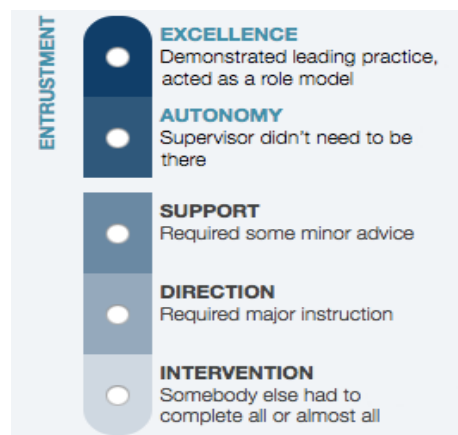 ENTRUSTMENT
EXCELLENCE
Demonstrated leading practice,
acted as a role model
AUTONOMY
Supervisor didn't need to be
there
SUPPORT
Required some minor advice
DIRECTION
Required major instruction
INTERVENTION
Somebody else had to
complete all or almost all